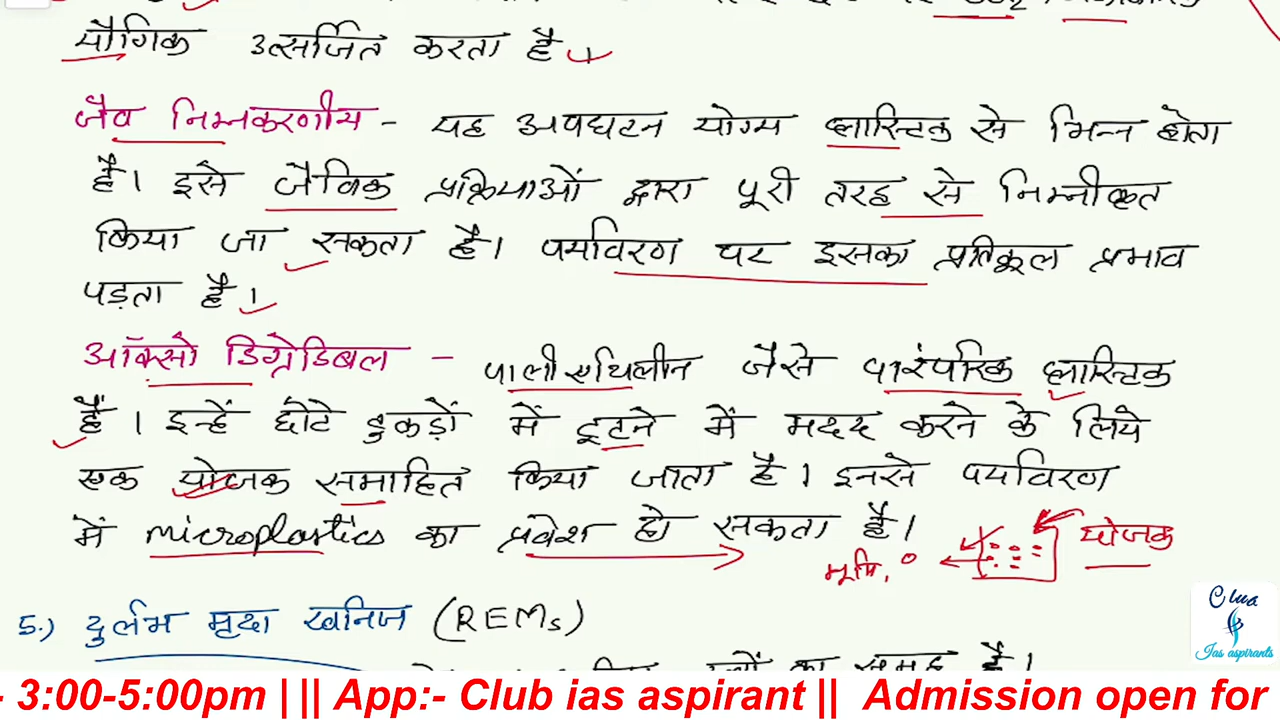 यौगिक उत्सर्जित करता है।
जैव निम्नकरणीय - यह अपघटन योग्य प्लास्टिक से भिन्न होता
है। इसे जैविक प्रक्रियाओं द्वारा पूरी तरह से निम्नीकृत
किया जा सकता है। पर्यावरण पर इसका प्रतिकूल प्रभाव
पड़ता है।
ऑक्सो डिग्रेडिबल - पालीएथिलीन जैसे पारंपरिक प्लास्टिक
हैं। इन्हें छोटे टुकड़ों में टूटने में मदद करने के लिये
एक योजक समाहित किया जाता है। इनसे पर्यावरण
में microplastics का प्रवेश हो सकता है।
भूमि, योजक
5.) दुर्लभ मृदा खनिज (REMs)
का समूह है।
Club
Ias aspirants
- 3:00-5:00pm | || App:- Club ias aspirant || Admission open for